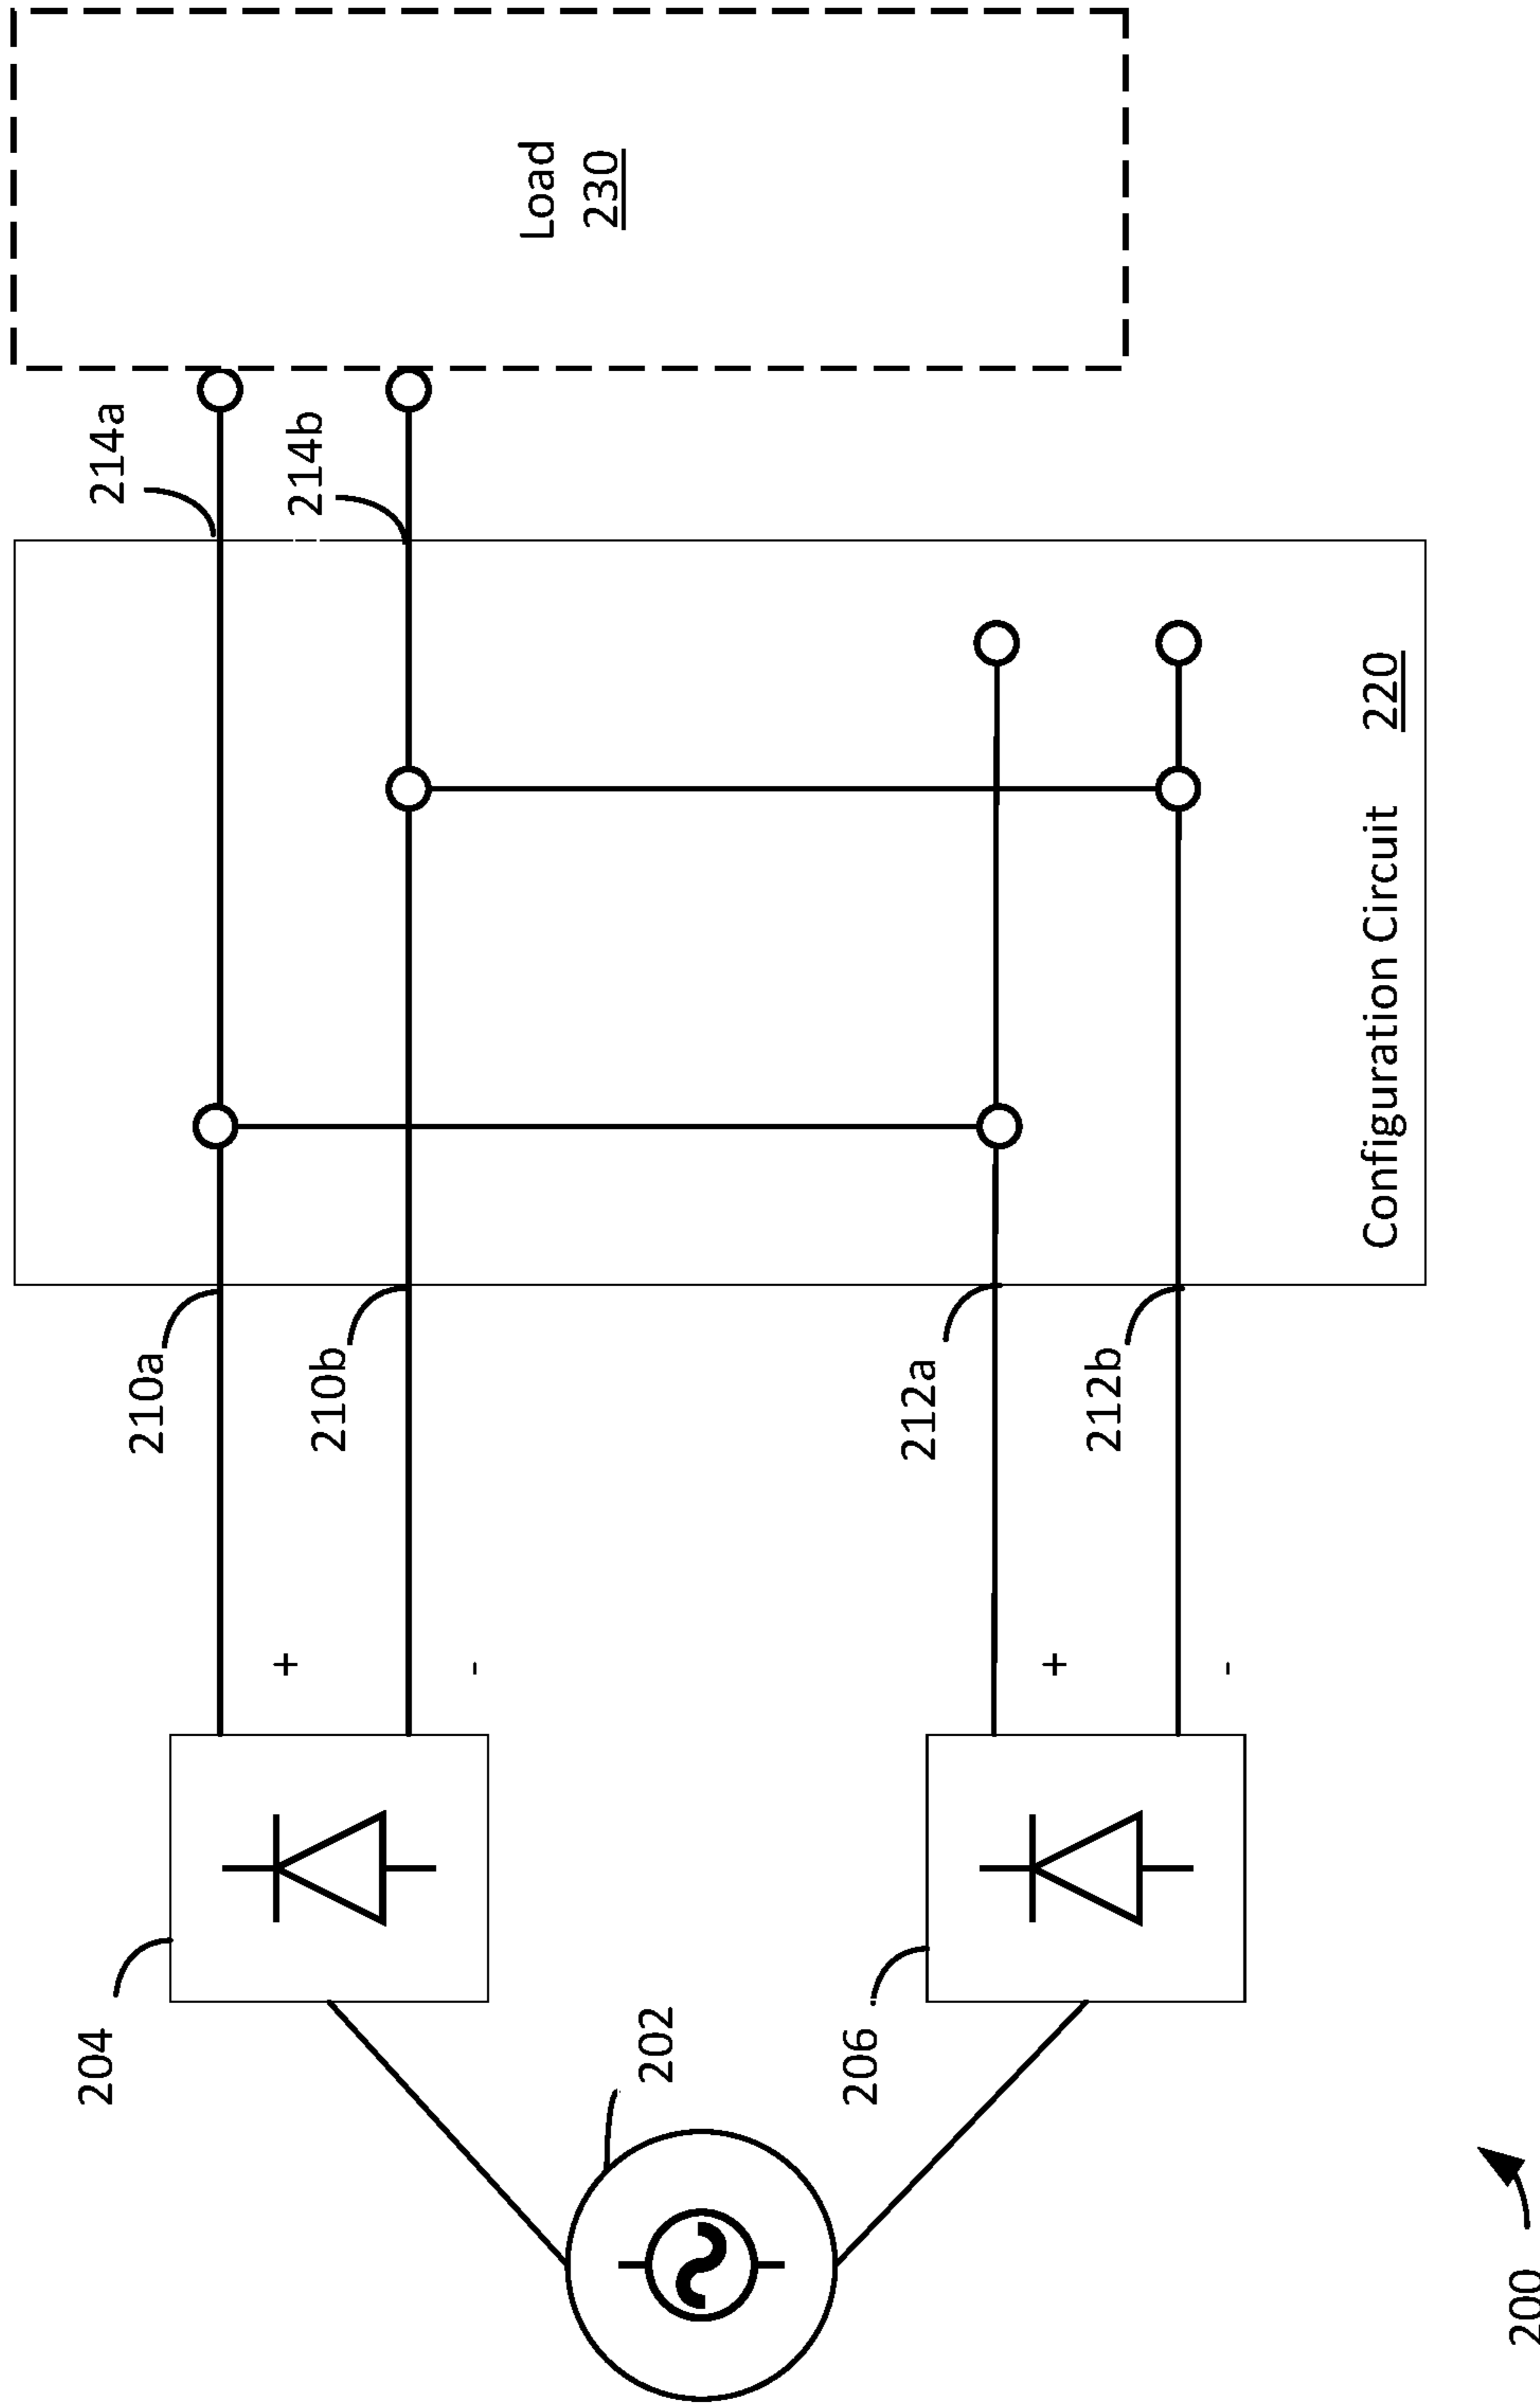 204
202
206
200
+
-
+
-
210a
210b
212a
212b
Configuration Circuit 220
214a
214b
Load
230